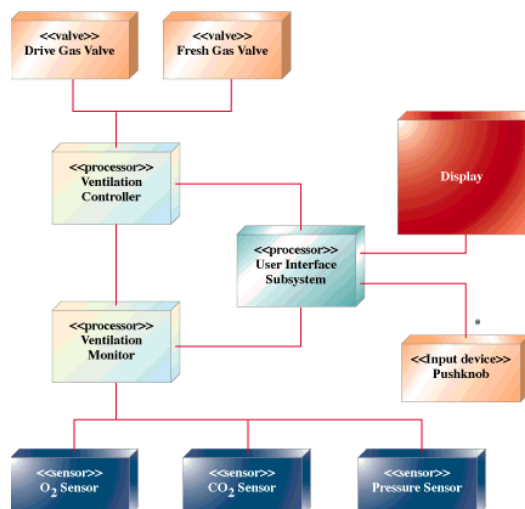 <<valve>>
Drive Gas Valve
<<valve>>
Fresh Gas Valve
<<processor>>
Ventilation
Controller
Display
<<processor>>
User Interface
Subsystem
<<processor>>
Ventilation
Monitor
*
<<Input device>>
Pushknob
<<sensor>>
O₂ Sensor
<<sensor>>
CO₂ Sensor
<<sensor>>
Pressure Sensor